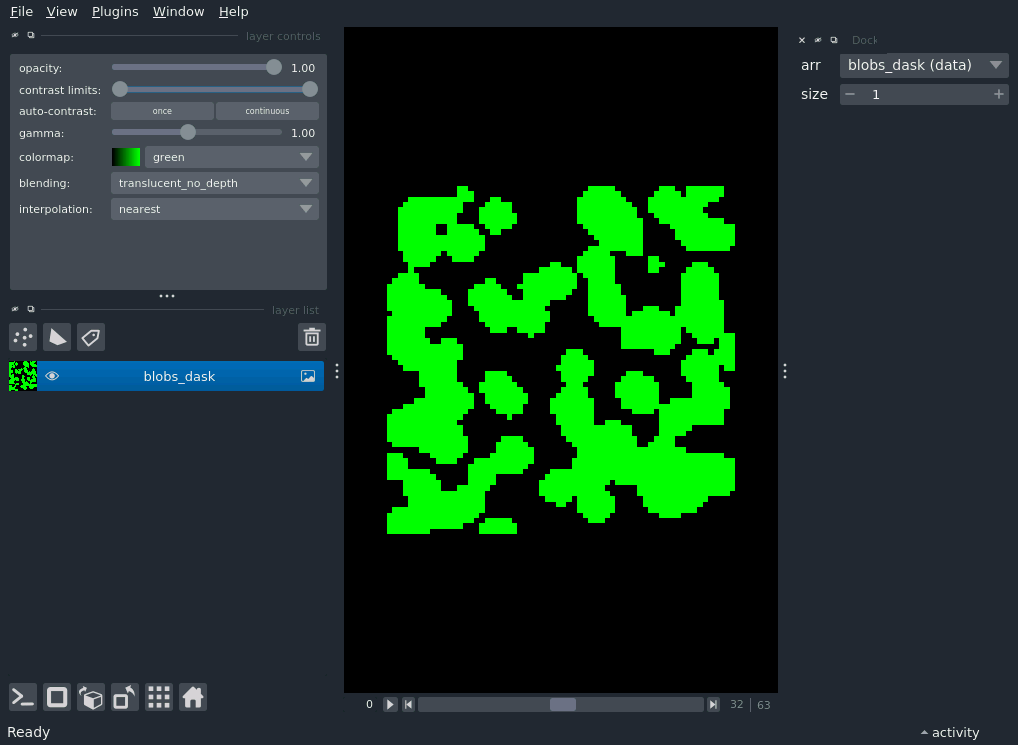 File View Plugins Window Help
layer controls
opacity: 1.00
contrast limits:
auto-contrast: once continuous
gamma: 1.00
colormap: green
blending: translucent_no_depth
interpolation: nearest
layer list
blobs_dask
0 32 63
Ready
Dock
arr blobs_dask (data)
size 1
activity